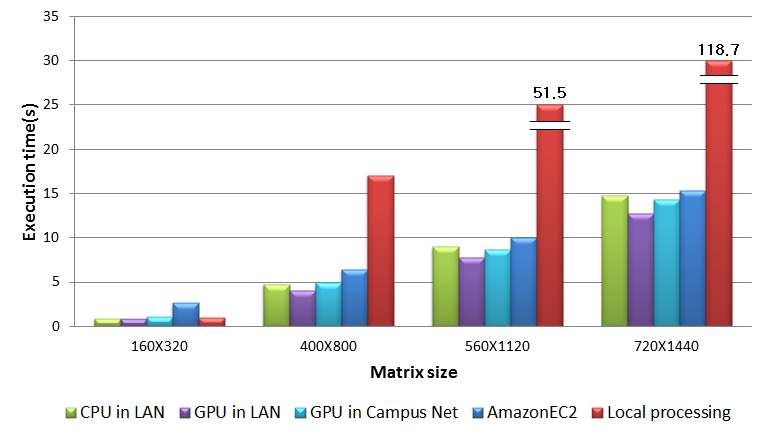 35
30
25
20
15
10
5
0
Execution time(s)
51.5
118.7
160X320
400X800
560X1120
720X1440
Matrix size
CPU in LAN
GPU in LAN
GPU in Campus Net
AmazonEC2
Local processing